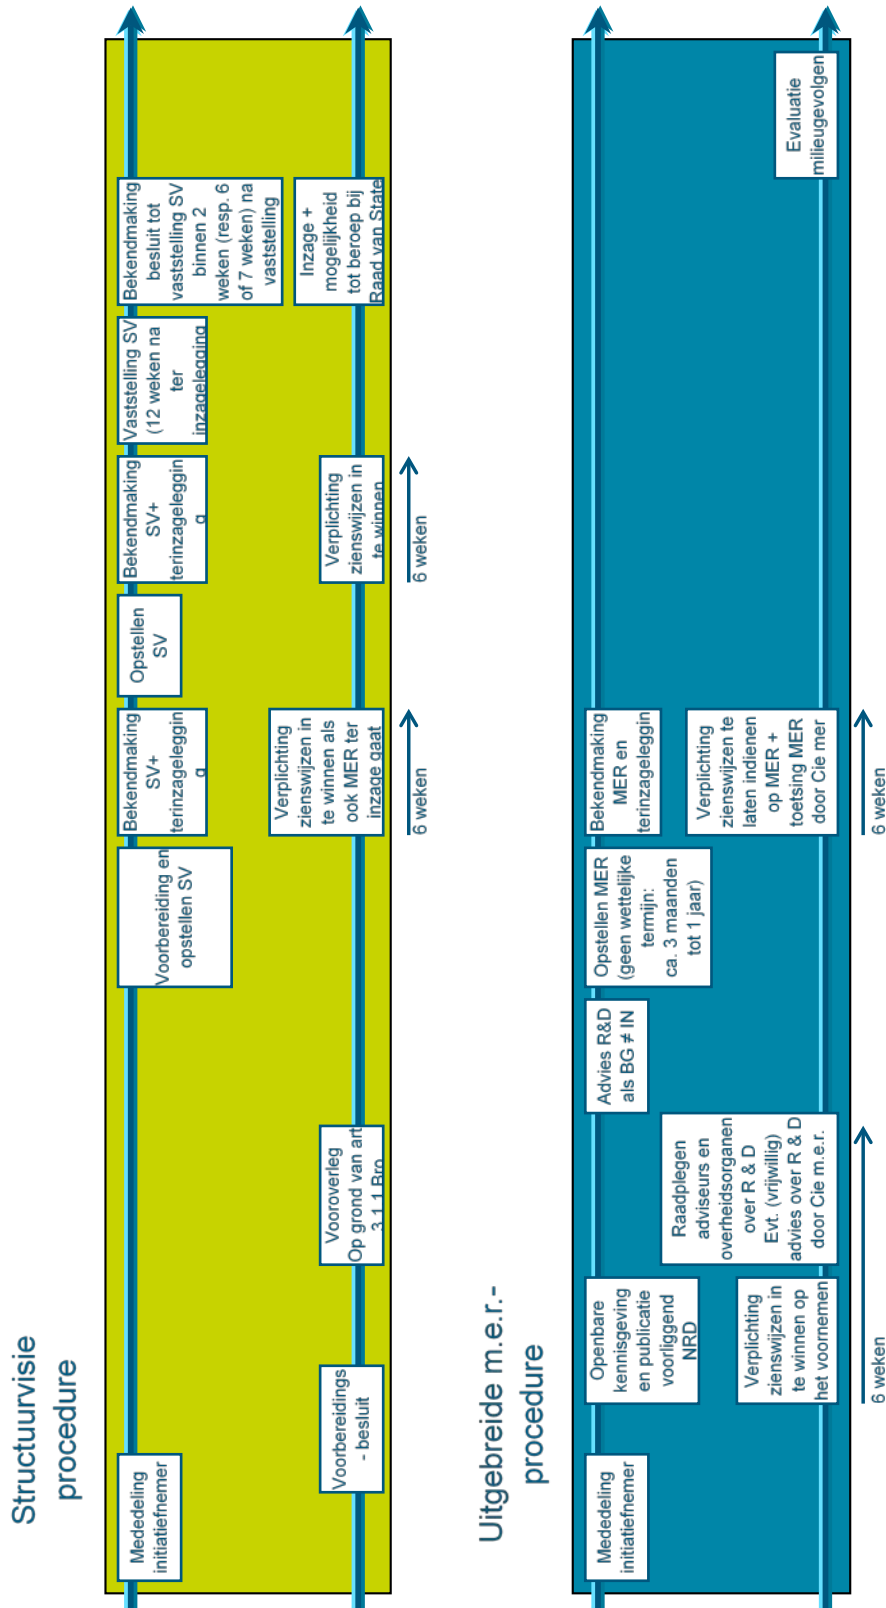 Structuurvisie
procedure
Mededeling
initiatiefnemer
Voorbereidings
- besluit
Vooroverleg
Op grond van art
3.1.1 Bro
Voorbereiding en
opstellen SV
Bekendmaking
SV+
terinzageleggin
g
Verplichting
zienswijzen in
te winnen als
ook MER ter
inzage gaat
6 weken
Opstellen
SV
Bekendmaking
SV+
terinzageleggin
g
Verplichting
zienswijzen in
te winnen
6 weken
Vaststelling SV
(12 weken na
ter
inzagelegging
Bekendmaking
besluit tot
vaststelling SV
binnen 2
weken (resp. 6
of 7 weken) na
vaststelling
Inzage +
mogelijkheid
tot beroep bij
Raad van State
Uitgebreide m.e.r.-
procedure
Mededeling
initiatiefnemer
Openbare
kennisgeving
en publicatie
voorliggend
NRD
Verplichting
zienswijzen in
te winnen op
het voornemen
6 weken
Raadplegen
adviseurs en
overheidsorganen
over R & D
Evt. (vrijwillig)
advies over R & D
door Cie m.e.r.
Advies R&D
als BG ≠ IN
Opstellen MER
(geen wettelijke
termijn:
ca. 3 maanden
tot 1 jaar)
Bekendmaking
MER en
terinzageleggin
Verplichting
zienswijzen te
laten indienen
op MER +
toetsing MER
door Cie mer
6 weken
Evaluatie
milieugevolgen